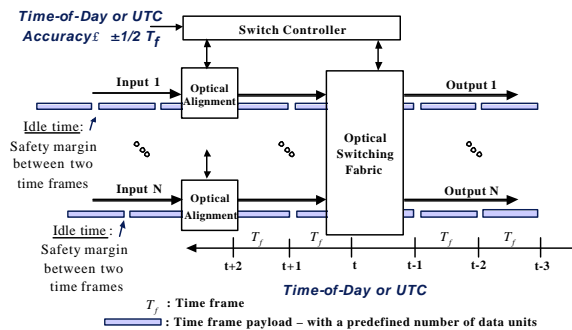 Time-of-Day or UTC
Accuracy£ ±1/2 Tf
Switch Controller
Input 1
Optical
Alignment
Output 1
Idle time:
Safety margin
between two
time frames
Optical
Switching
Fabric
Input N
Optical
Alignment
Output N
Idle time:
Safety margin
between two
time frames
Tf Tf Tf Tf
t+2 t+1 t t-1 t-2 t-3
Time-of-Day or UTC
Tf : Time frame
: Time frame payload – with a predefined number of data units